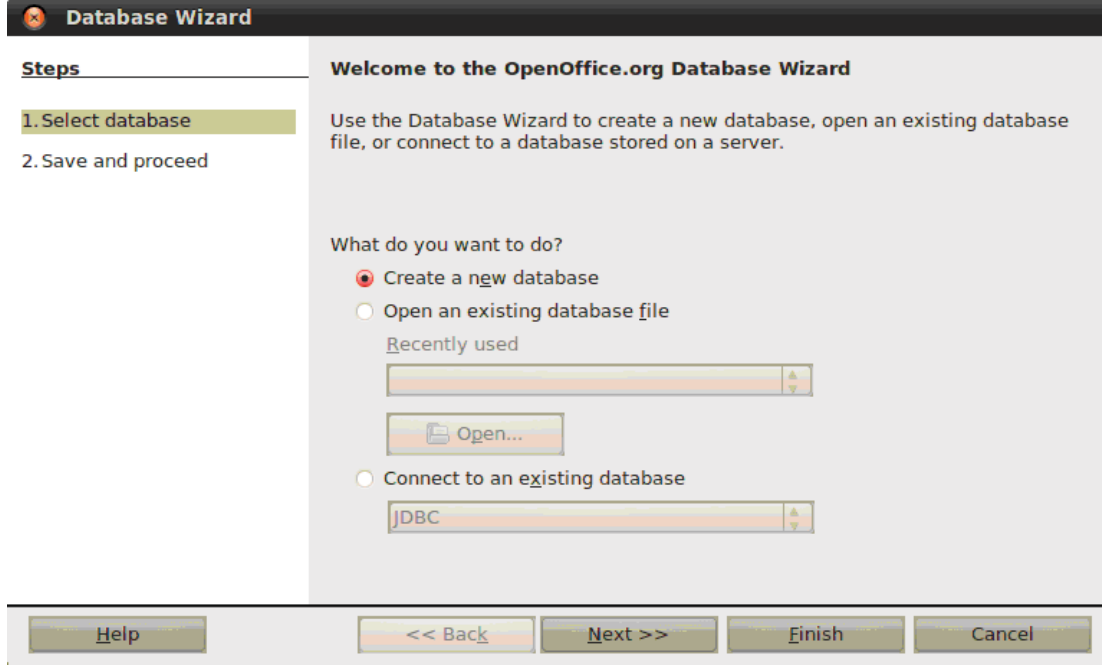 Database Wizard
Steps
1. Select database
2. Save and proceed
Welcome to the OpenOffice.org Database Wizard
Use the Database Wizard to create a new database, open an existing database
file, or connect to a database stored on a server.
What do you want to do?
Create a new database
Open an existing database file
Recently used
Open...
Connect to an existing database
JDBC
Help
<< Back
Next >>
Finish
Cancel